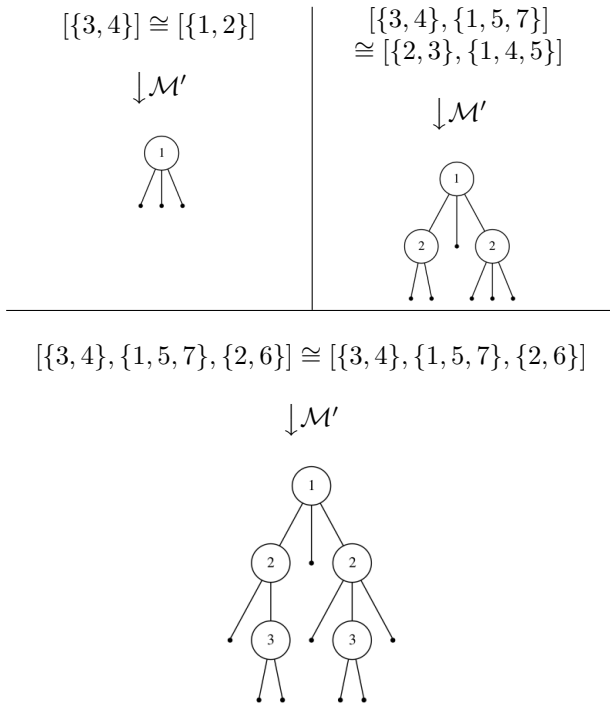 [{3, 4}] ≅ [{1, 2}]
↓ℳ′
1
[{3, 4}, {1, 5, 7}]
≅ [{2, 3}, {1, 4, 5}]
↓ℳ′
1
2 2
[{3, 4}, {1, 5, 7}, {2, 6}] ≅ [{3, 4}, {1, 5, 7}, {2, 6}]
↓ℳ′
1
2 2
3 3